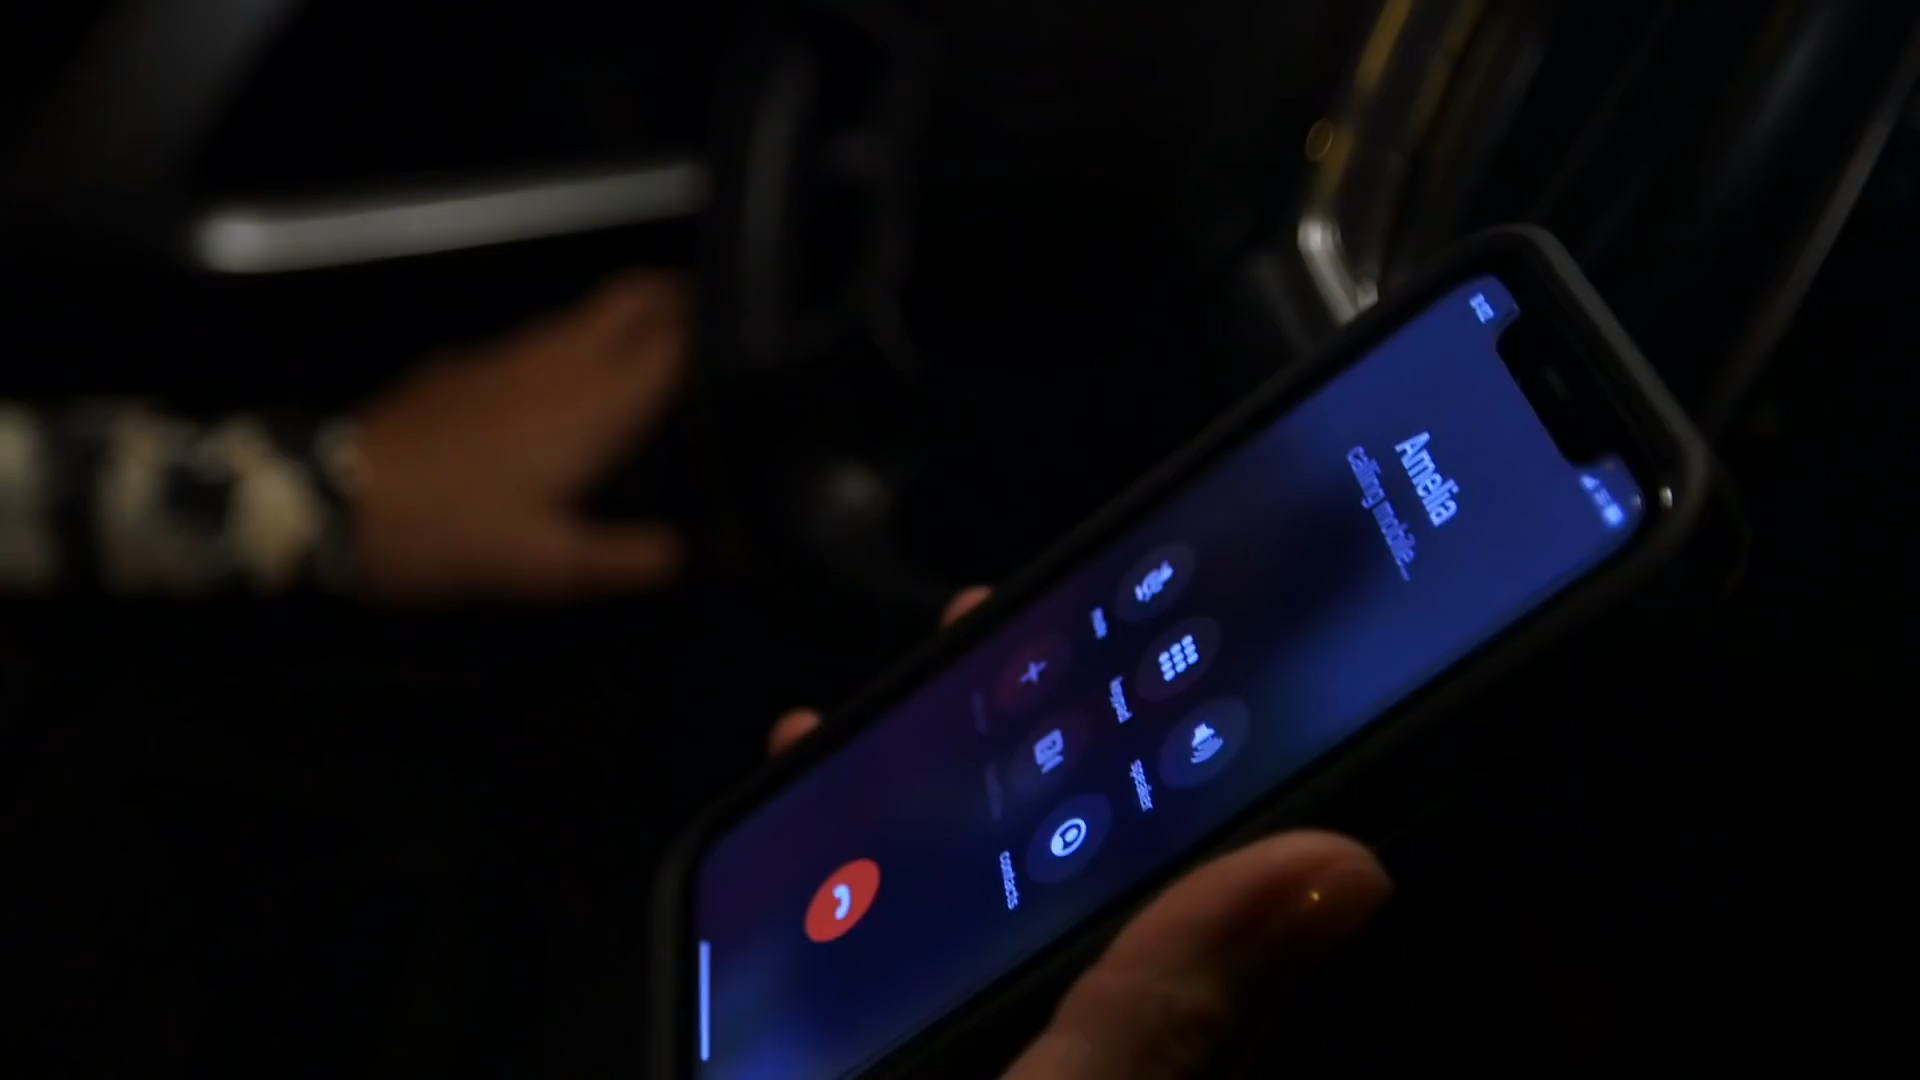 Amelia
calling mobile...
mute
keypad
speaker
contacts